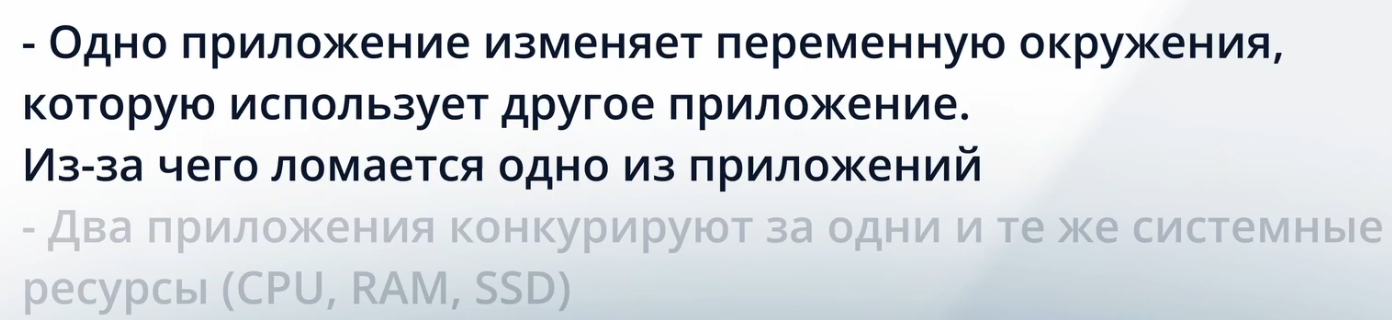 - Одно приложение изменяет переменную окружения,
которую использует другое приложение.
Из-за чего ломается одно из приложений
- Два приложения конкурируют за одни и те же системные
ресурсы (CPU, RAM, SSD)